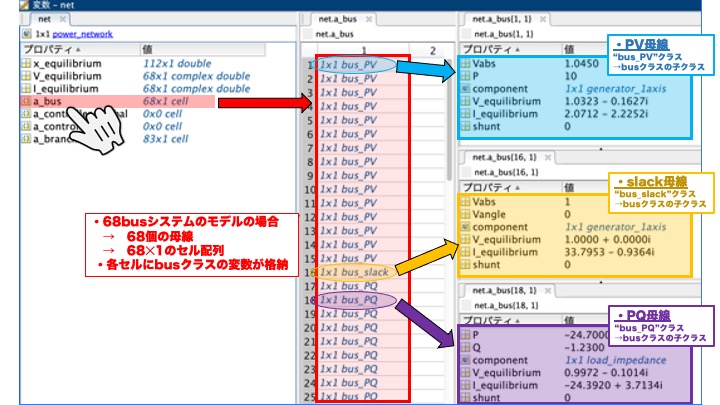 変数 - net
net
1x1 power_network
プロパティ 値
x_equilibrium 112x1 double
V_equilibrium 68x1 complex double
I_equilibrium 68x1 complex double
a_bus 68x1 cell
a_cont 0x0 cell
a_contro 0x0 cell
a_branch 83x1 cell
・68busシステムのモデルの場合
→ 68個の母線
→ 68×1のセル配列
・各セルにbusクラスの変数が格納
net.a_bus
net.a_bus
1 2
1 1x1 bus_PV
2 1x1 bus_PV
3 1x1 bus_PV
4 1x1 bus_PV
5 1x1 bus_PV
6 1x1 bus_PV
7 1x1 bus_PV
8 1x1 bus_PV
9 1x1 bus_PV
10 1x1 bus_PV
11 1x1 bus_PV
12 1x1 bus_PV
13 1x1 bus_PV
14 1x1 bus_PV
15 1x1 bus_PV
16 1x1 bus_slack
17 1x1 bus_PQ
18 1x1 bus_PQ
19 1x1 bus_PQ
20 1x1 bus_PQ
21 1x1 bus_PQ
22 1x1 bus_PQ
23 1x1 bus_PQ
24 1x1 bus_PQ
25 1x1 bus_PQ
net.a_bus{1, 1}
net.a_bus{1, 1}
プロパティ 値
Vabs 1.0450
P 10
component 1x1 generator_1axis
V_equilibrium 1.0323 - 0.1627i
I_equilibrium 2.0712 - 2.2252i
shunt 0
・PV母線
"bus_PV"クラス
→busクラスの子クラス
net.a_bus{16, 1}
net.a_bus{16, 1}
プロパティ 値
Vabs 1
Vangle 0
component 1x1 generator_1axis
V_equilibrium 1.0000 + 0.0000i
I_equilibrium 33.7953 - 0.9364i
shunt 0
・slack母線
"bus_slack"クラス
→busクラスの子クラス
net.a_bus{18, 1}
net.a_bus{18, 1}
プロパティ 値
P -24.7000
Q -1.2300
component 1x1 load_impedance
V_equilibrium 0.9972 - 0.1014i
I_equilibrium -24.3920 + 3.7134i
shunt 0
・PQ母線
"bus_PQ"クラス
→busクラスの子クラス